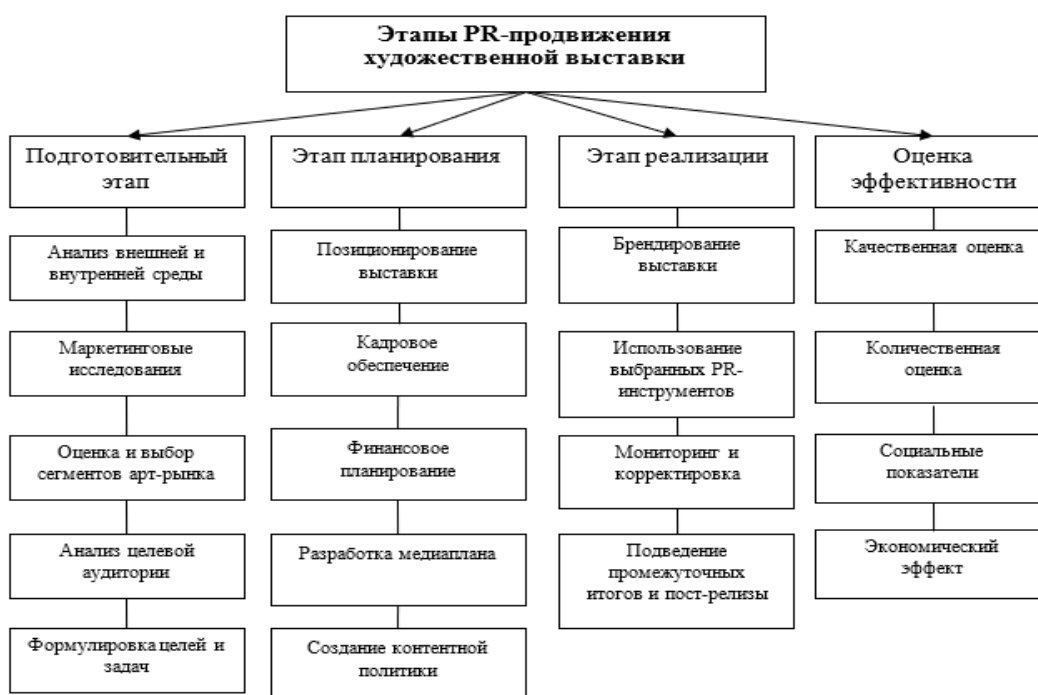 Этапы PR-продвижения
художественной выставки
Подготовительный
этап
Анализ внешней и
внутренней среды
Маркетинговые
исследования
Оценка и выбор
сегментов арт-рынка
Анализ целевой
аудитории
Формулировка целей и
задач
Этап планирования
Позиционирование
выставки
Кадровое
обеспечение
Финансовое
планирование
Разработка медиаплана
Создание контентной
политики
Этап реализации
Брендирование
выставки
Использование
выбранных PR-
инструментов
Мониторинг и
корректировка
Подведение
промежуточных
итогов и пост-релизы
Оценка
эффективности
Качественная оценка
Количественная
оценка
Социальные
показатели
Экономический
эффект